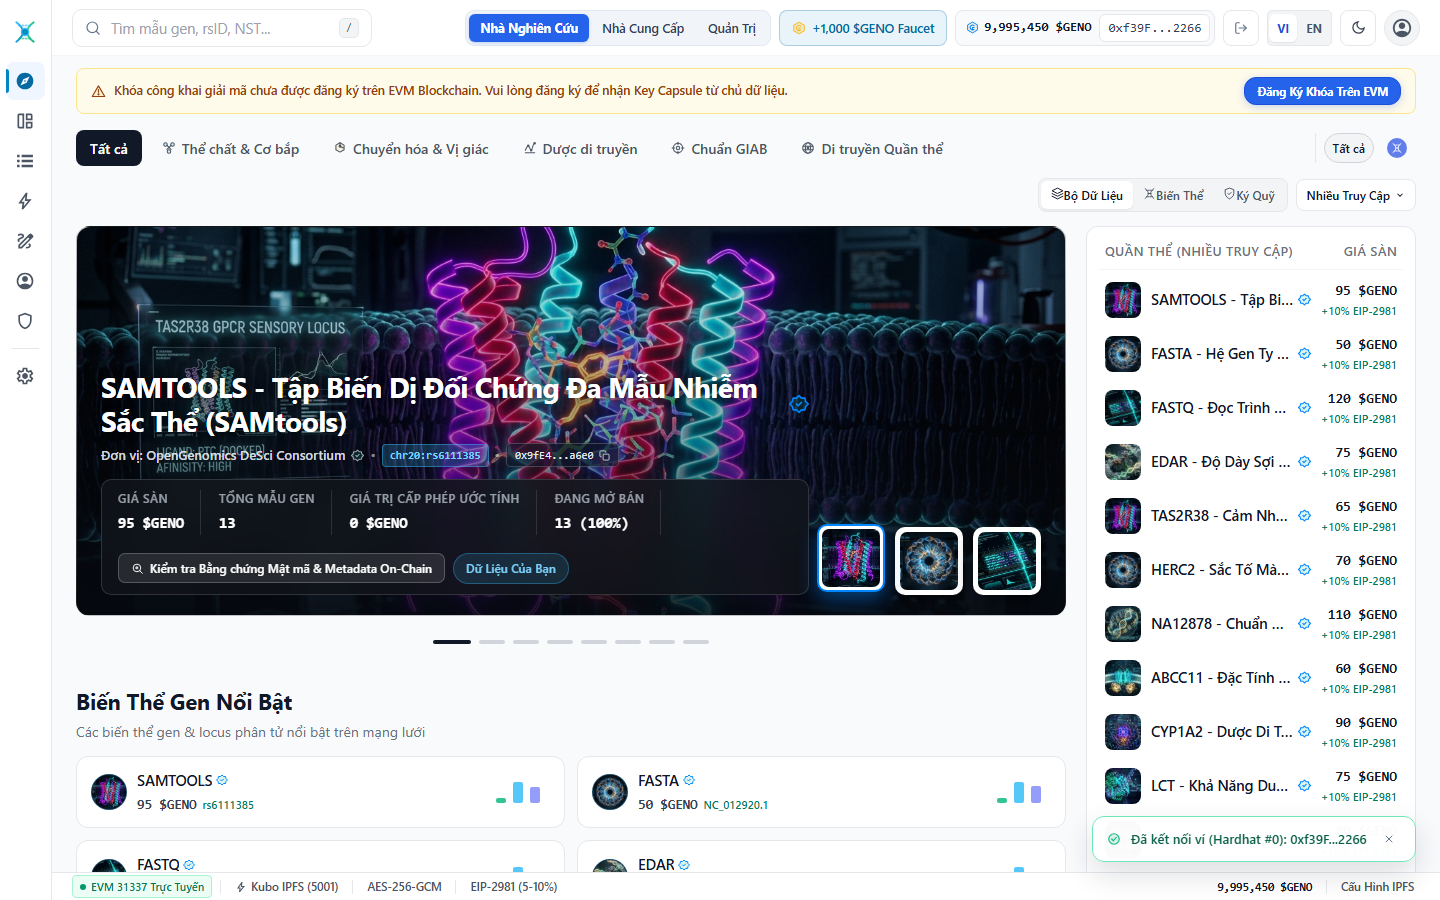 Tìm mẫu gen, rsID, NST...
/
Nhà Nghiên Cứu
Nhà Cung Cấp
Quản Trị
+1,000 $GENO Faucet
9,995,450 $GENO
0xf39F...2266
VI
EN
Khóa công khai giải mã chưa được đăng ký trên EVM Blockchain. Vui lòng đăng ký để nhận Key Capsule từ chủ dữ liệu.
Đăng Ký Khóa Trên EVM
Tất cả
Thể chất & Cơ bắp
Chuyển hóa & Vị giác
Dược di truyền
Chuẩn GIAB
Di truyền Quần thể
Tất cả
Bộ Dữ Liệu
Biến Thể
Ký Quỹ
Nhiều Truy Cập
TAS2R38 GPCR SENSORY LOCUS
SAMTOOLS - Tập Biến Dị Đối Chứng Đa Mẫu Nhiễm
Sắc Thể (SAMtools)
LIGAND: PTC (DOCKED)
AFINISITY: HIGH
Đơn vị: OpenGenomics DeSci Consortium
chr20:rs6111385
0x9fE4...a6e0
GIÁ SÀN
95 $GENO
TỔNG MẪU GEN
13
GIÁ TRỊ CẤP PHÉP ƯỚC TÍNH
0 $GENO
ĐANG MỞ BÁN
13 (100%)
Kiểm tra Bằng chứng Mật mã & Metadata On-Chain
Dữ Liệu Của Bạn
QUẦN THỂ (NHIỀU TRUY CẬP)
GIÁ SÀN
SAMTOOLS - Tập Bi...
95 $GENO
+10% EIP-2981
FASTA - Hệ Gen Ty ...
50 $GENO
+10% EIP-2981
FASTQ - Đọc Trình ...
120 $GENO
+10% EIP-2981
EDAR - Độ Dày Sợi ...
75 $GENO
+10% EIP-2981
TAS2R38 - Cảm Nh...
65 $GENO
+10% EIP-2981
HERC2 - Sắc Tố Mà...
70 $GENO
+10% EIP-2981
NA12878 - Chuẩn ...
110 $GENO
+10% EIP-2981
ABCC11 - Đặc Tính ...
60 $GENO
+10% EIP-2981
CYP1A2 - Dược Di T...
90 $GENO
+10% EIP-2981
LCT - Khả Năng Du...
75 $GENO
+10% EIP-2981
Biến Thể Gen Nổi Bật
Các biến thể gen & locus phân tử nổi bật trên mạng lưới
SAMTOOLS
95 $GENO rs6111385
FASTA
50 $GENO NC_012920.1
FASTQ
EDAR
Đã kết nối ví (Hardhat #0): 0xf39F...2266
EVM 31337 Trực Tuyến
Kubo IPFS (5001)
AES-256-GCM
EIP-2981 (5-10%)
9,995,450 $GENO
Cấu Hình IPFS